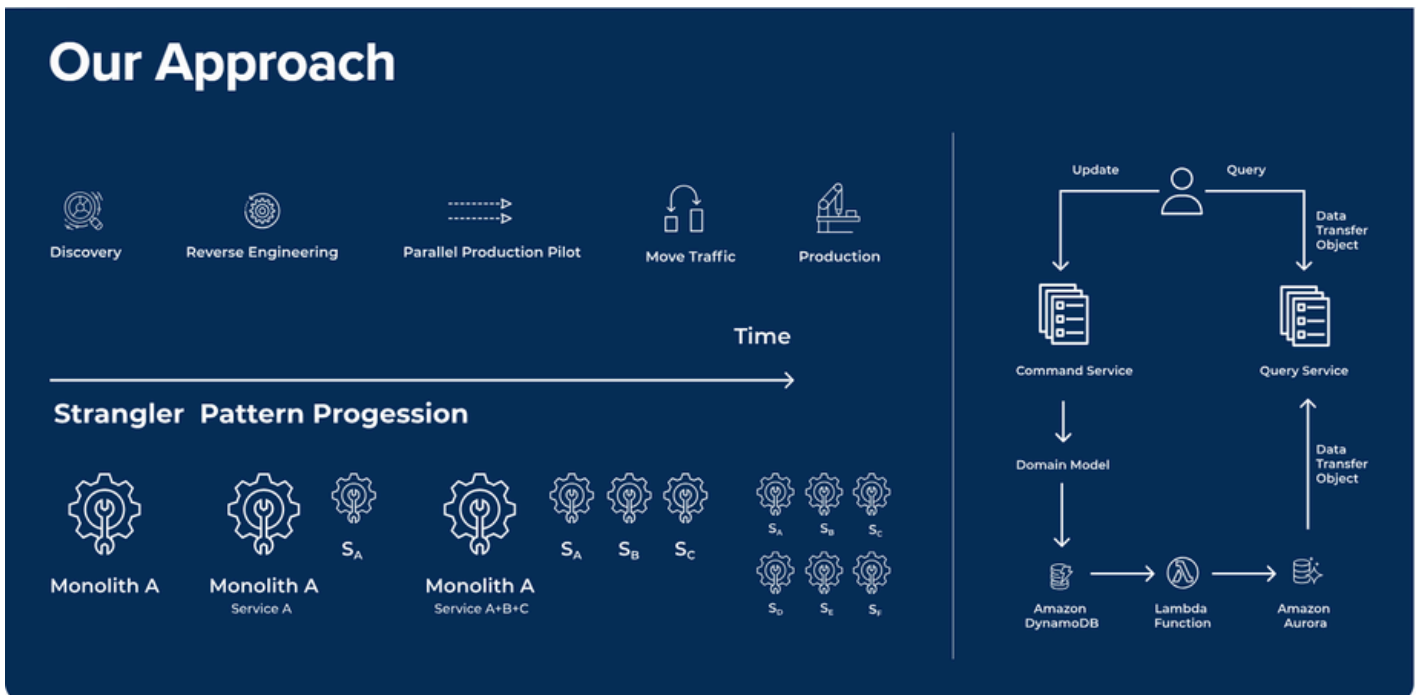 Our Approach
Discovery
Reverse Engineering
Parallel Production Pilot
Move Traffic
Production
Time
Strangler Pattern Progession
Monolith A
Monolith A
Service A
SA
Monolith A
Service A+B+C
SA
SB
SC
SA
SB
SC
SD
SE
SF
Update
Query
Data
Transfer
Object
Command Service
Query Service
Domain Model
Data
Transfer
Object
Amazon
DynamoDB
Lambda
Function
Amazon
Aurora